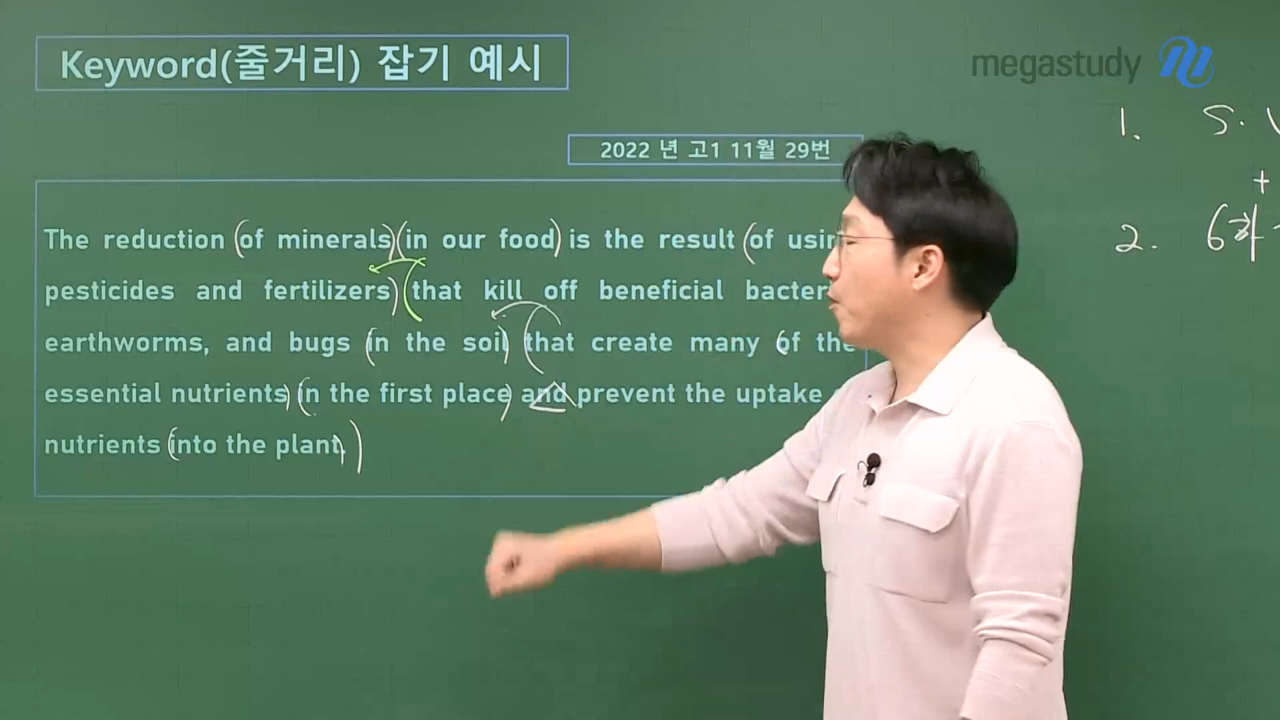 Keyword(줄거리) 잡기 예시
megastudy
1. S.
+
2022 년 고1 11월 29번
2. 6하
The reduction (of minerals)(in our food) is the result (of
pesticides and fertilizers) (that kill off beneficial
earthworms, and bugs (in the soil) that create many of the
essential nutrients) (in the first place) and prevent the uptake
nutrients (into the plant.)